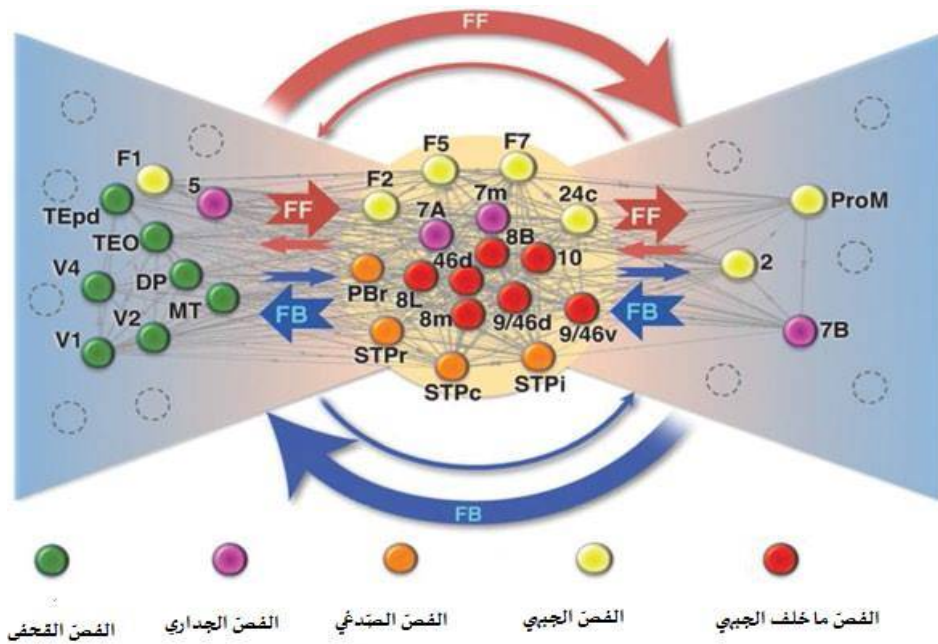 FF
F5
F7
F1
5
F2
7m
24c
TEpd
FF
7A
FF
ProM
TEO
8B
46d
10
2
V4
DP
PBr
8L
MT
FB
8m
9/46d
9/46v
FB
7B
V1
V2
STPr
STPc
STPi
FB
الفصّ القحفي
الفصّ الجداري
الفصّ الصّدغي
الفصّ الجبهي
الفصّ ما خلف الجبهي